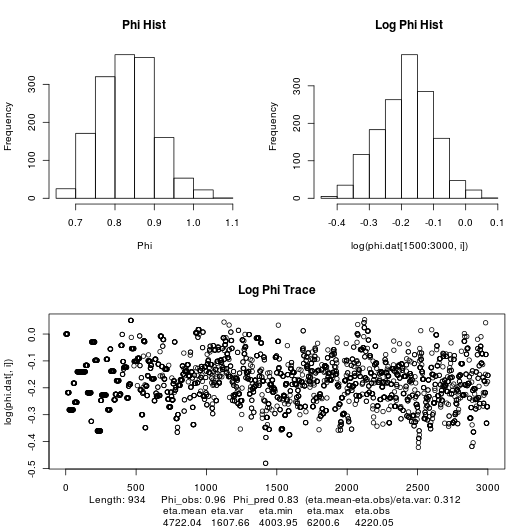 Phi Hist
Log Phi Hist
Frequency
0 100 200 300
0.7 0.8 0.9 1.0 1.1
Phi
Frequency
0 100 200 300
-0.4 -0.3 -0.2 -0.1 0.0 0.1
log(phi.dat[1500:3000, i])
Log Phi Trace
log(phi.dat[, i])
-0.5 -0.4 -0.3 -0.2 -0.1 0.0
0 500 1000 1500 2000 2500 3000
Length: 934 Phi_obs: 0.96 Phi_pred 0.83 (eta.mean-eta.obs)/eta.var: 0.312
eta.mean eta.var eta.min eta.max eta.obs
4722.04 1607.66 4003.95 6200.6 4220.05